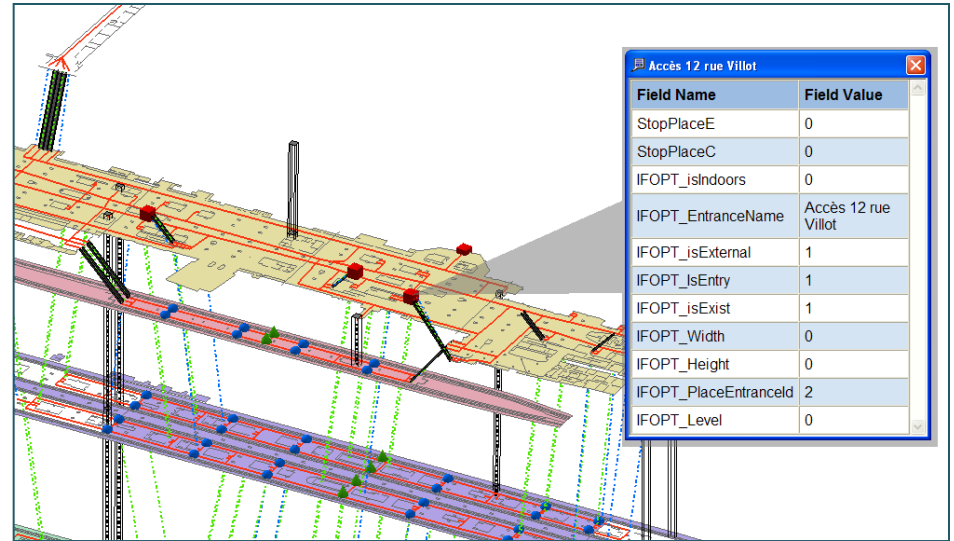 Accès 12 rue Villot
Field Name Field Value
StopPlaceE 0
StopPlaceC 0
IFOPT_isIndoors 0
IFOPT_EntranceName Accès 12 rue
Villot
IFOPT_isExternal 1
IFOPT_IsEntry 1
IFOPT_isExist 1
IFOPT_Width 0
IFOPT_Height 0
IFOPT_PlaceEntranceId 2
IFOPT_Level 0